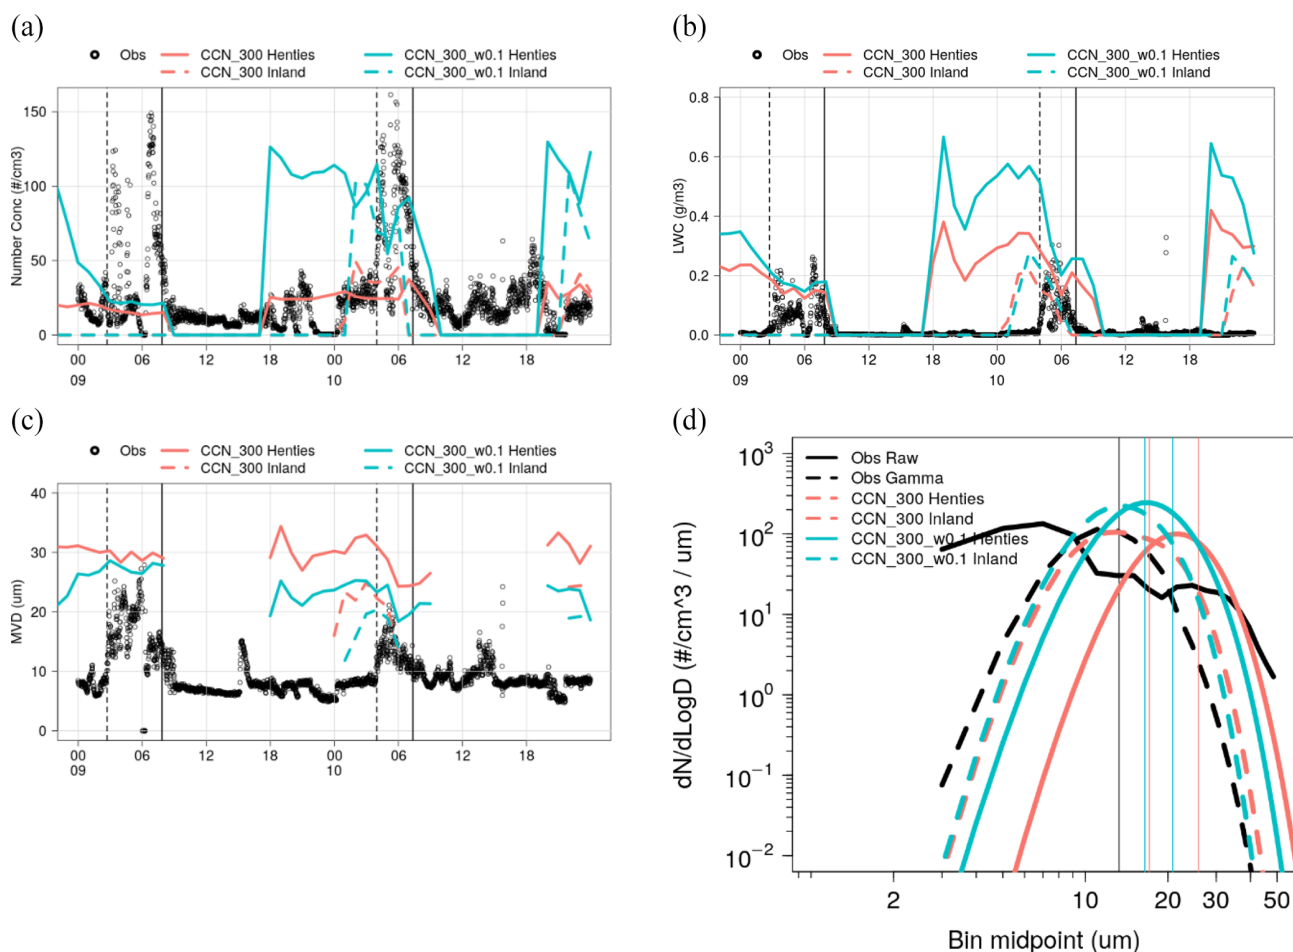 (a)
Obs CCN_300 Henties CCN_300_w0.1 Henties
CCN_300 Inland CCN_300_w0.1 Inland
Number Conc (#/cm3)
150
100
50
0
00 06 12 18 00 06 12 18
09 10
(b)
Obs CCN_300 Henties CCN_300_w0.1 Henties
CCN_300 Inland CCN_300_w0.1 Inland
LWC (g/m3)
0.8
0.6
0.4
0.2
0.0
00 06 12 18 00 06 12 18
09 10
(c)
Obs CCN_300 Henties CCN_300_w0.1 Henties
CCN_300 Inland CCN_300_w0.1 Inland
MVD (um)
40
30
20
10
0
00 06 12 18 00 06 12 18
09 10
(d)
Obs Raw
Obs Gamma
CCN_300 Henties
CCN_300 Inland
CCN_300_w0.1 Henties
CCN_300_w0.1 Inland
dN/dLogD (#/cm^3 / um)
10³
10²
10¹
10⁰
10⁻¹
10⁻²
2 10 20 30 50
Bin midpoint (um)